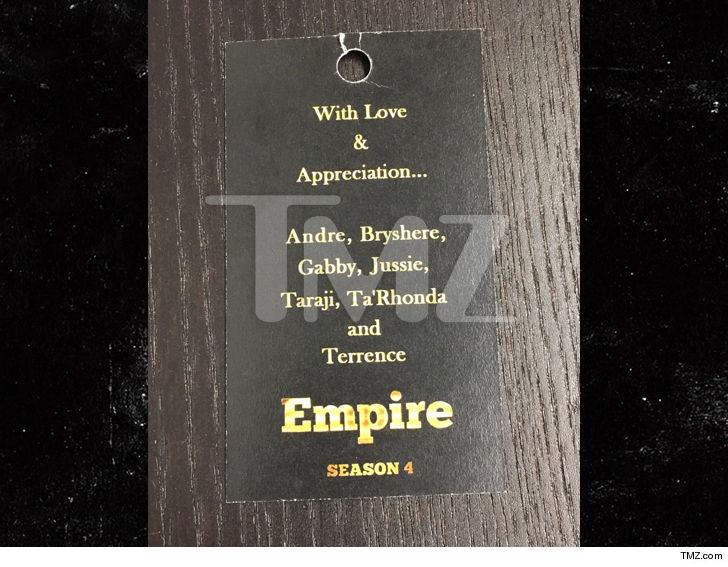 With Love
&
Appreciation...
TMZ
Andre, Bryshere,
Gabby, Jussie,
Taraji, Ta'Rhonda
and
Terrence
Empire
SEASON 4
TMZ.com